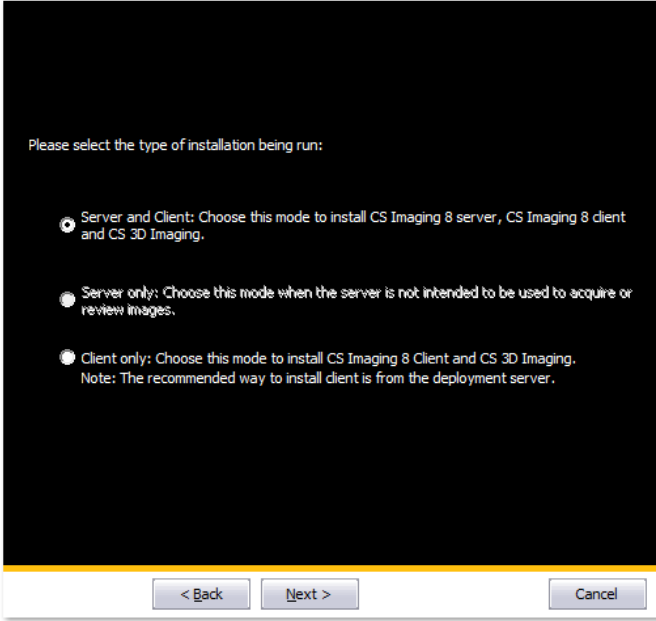 Please select the type of installation being run:
Server and Client: Choose this mode to install CS Imaging 8 server, CS Imaging 8 client
and CS 3D Imaging.
Server only: Choose this mode when the server is not intended to be used to acquire or
review images.
Client only: Choose this mode to install CS Imaging 8 Client and CS 3D Imaging.
Note: The recommended way to install client is from the deployment server.
< Back Next > Cancel